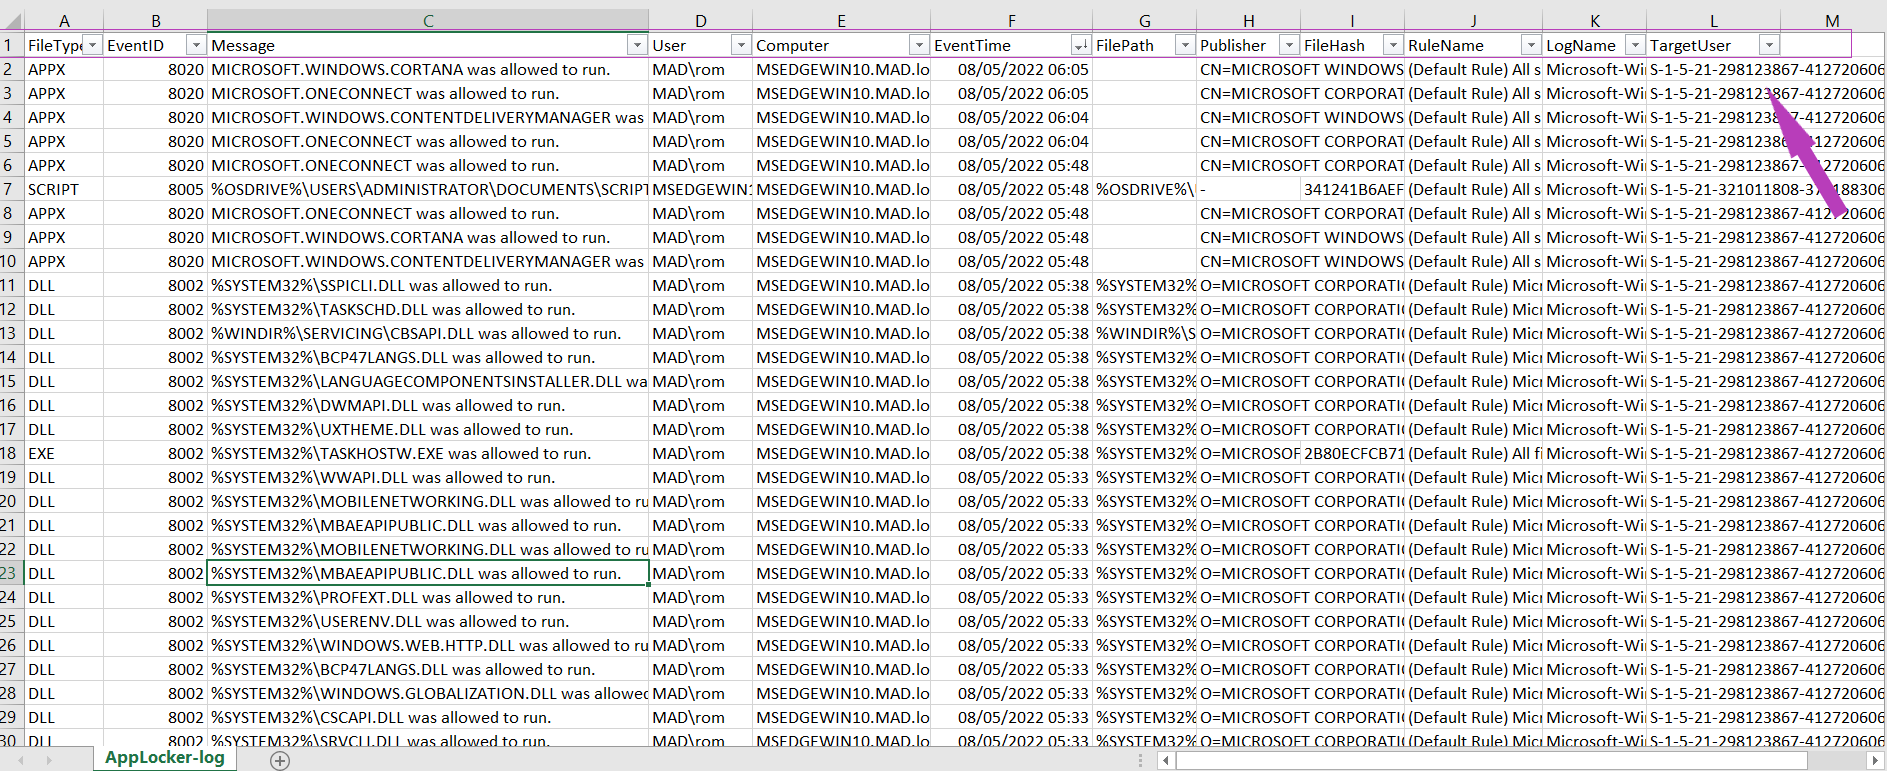 A B C D E F G H I J K L M
1 FileType EventID Message User Computer EventTime FilePath Publisher FileHash RuleName LogName TargetUser
2 APPX 8020 MICROSOFT.WINDOWS.CORTANA was allowed to run. MAD\rom MSEDGEWIN10.MAD.lo 08/05/2022 06:05 CN=MICROSOFT WINDOWS (Default Rule) All s Microsoft-Wi S-1-5-21-298123867-412720606
3 APPX 8020 MICROSOFT.ONECONNECT was allowed to run. MAD\rom MSEDGEWIN10.MAD.lo 08/05/2022 06:05 CN=MICROSOFT CORPORAT (Default Rule) All s Microsoft-Wi S-1-5-21-298123867-412720606
4 APPX 8020 MICROSOFT.WINDOWS.CONTENTDELIVERYMANAGER was MAD\rom MSEDGEWIN10.MAD.lo 08/05/2022 06:04 CN=MICROSOFT WINDOWS (Default Rule) All s Microsoft-Wi S-1-5-21-298123867-412720606
5 APPX 8020 MICROSOFT.ONECONNECT was allowed to run. MAD\rom MSEDGEWIN10.MAD.lo 08/05/2022 06:04 CN=MICROSOFT CORPORAT (Default Rule) All s Microsoft-Wi S-1-5-21-298123867-412720606
6 APPX 8020 MICROSOFT.ONECONNECT was allowed to run. MAD\rom MSEDGEWIN10.MAD.lo 08/05/2022 05:48 CN=MICROSOFT CORPORAT (Default Rule) All s Microsoft-Wi S-1-5-21-298123867-412720606
7 SCRIPT 8005 %OSDRIVE%\USERS\ADMINISTRATOR\DOCUMENTS\SCRIPT MSEDGEWIN1 MSEDGEWIN10.MAD.lo 08/05/2022 05:48 %OSDRIVE%\ - 341241B6AEF (Default Rule) All s Microsoft-Wi
8 APPX 8020 MICROSOFT.ONECONNECT was allowed to run. MAD\rom MSEDGEWIN10.MAD.lo 08/05/2022 05:48 CN=MICROSOFT CORPORAT (Default Rule) All s Microsoft-Wi S-1-5-21-298123867-412720606
9 APPX 8020 MICROSOFT.WINDOWS.CORTANA was allowed to run. MAD\rom MSEDGEWIN10.MAD.lo 08/05/2022 05:48 CN=MICROSOFT WINDOWS (Default Rule) All s Microsoft-Wi S-1-5-21-298123867-412720606
10 APPX 8020 MICROSOFT.WINDOWS.CONTENTDELIVERYMANAGER was MAD\rom MSEDGEWIN10.MAD.lo 08/05/2022 05:48 CN=MICROSOFT WINDOWS (Default Rule) All s Microsoft-Wi S-1-5-21-298123867-412720606
11 DLL 8002 %SYSTEM32%\SSPICLI.DLL was allowed to run. MAD\rom MSEDGEWIN10.MAD.lo 08/05/2022 05:38 %SYSTEM32% O=MICROSOFT CORPORATI (Default Rule) Micr Microsoft-Wi S-1-5-21-298123867-412720606
12 DLL 8002 %SYSTEM32%\TASKSCHD.DLL was allowed to run. MAD\rom MSEDGEWIN10.MAD.lo 08/05/2022 05:38 %SYSTEM32% O=MICROSOFT CORPORATI (Default Rule) Micr Microsoft-Wi S-1-5-21-298123867-412720606
13 DLL 8002 %WINDIR%\SERVICING\CBSAPI.DLL was allowed to run. MAD\rom MSEDGEWIN10.MAD.lo 08/05/2022 05:38 %WINDIR%\S O=MICROSOFT CORPORATI (Default Rule) Micr Microsoft-Wi S-1-5-21-298123867-412720606
14 DLL 8002 %SYSTEM32%\BCP47LANGS.DLL was allowed to run. MAD\rom MSEDGEWIN10.MAD.lo 08/05/2022 05:38 %SYSTEM32% O=MICROSOFT CORPORATI (Default Rule) Micr Microsoft-Wi S-1-5-21-298123867-412720606
15 DLL 8002 %SYSTEM32%\LANGUAGECOMPONENTSINSTALLER.DLL wa MAD\rom MSEDGEWIN10.MAD.lo 08/05/2022 05:38 %SYSTEM32% O=MICROSOFT CORPORATI (Default Rule) Micr Microsoft-Wi S-1-5-21-298123867-412720606
16 DLL 8002 %SYSTEM32%\DWMAPI.DLL was allowed to run. MAD\rom MSEDGEWIN10.MAD.lo 08/05/2022 05:38 %SYSTEM32% O=MICROSOFT CORPORATI (Default Rule) Micr Microsoft-Wi S-1-5-21-298123867-412720606
17 DLL 8002 %SYSTEM32%\UXTHEME.DLL was allowed to run. MAD\rom MSEDGEWIN10.MAD.lo 08/05/2022 05:38 %SYSTEM32% O=MICROSOFT CORPORATI (Default Rule) Micr Microsoft-Wi S-1-5-21-298123867-412720606
18 EXE 8002 %SYSTEM32%\TASKHOSTW.EXE was allowed to run. MAD\rom MSEDGEWIN10.MAD.lo 08/05/2022 05:38 %SYSTEM32% O=MICROSOF 2B80ECFCB71 (Default Rule) All fi Microsoft-Wi S-1-5-21-298123867-412720606
19 DLL 8002 %SYSTEM32%\WWAPI.DLL was allowed to run. MAD\rom MSEDGEWIN10.MAD.lo 08/05/2022 05:33 %SYSTEM32% O=MICROSOFT CORPORATI (Default Rule) Micr Microsoft-Wi S-1-5-21-298123867-412720606
20 DLL 8002 %SYSTEM32%\MOBILENETWORKING.DLL was allowed to ru MAD\rom MSEDGEWIN10.MAD.lo 08/05/2022 05:33 %SYSTEM32% O=MICROSOFT CORPORATI (Default Rule) Micr Microsoft-Wi S-1-5-21-298123867-412720606
21 DLL 8002 %SYSTEM32%\MBAEAPIPUBLIC.DLL was allowed to run. MAD\rom MSEDGEWIN10.MAD.lo 08/05/2022 05:33 %SYSTEM32% O=MICROSOFT CORPORATI (Default Rule) Micr Microsoft-Wi S-1-5-21-298123867-412720606
22 DLL 8002 %SYSTEM32%\MOBILENETWORKING.DLL was allowed to ru MAD\rom MSEDGEWIN10.MAD.lo 08/05/2022 05:33 %SYSTEM32% O=MICROSOFT CORPORATI (Default Rule) Micr Microsoft-Wi S-1-5-21-298123867-412720606
23 DLL 8002 %SYSTEM32%\MBAEAPIPUBLIC.DLL was allowed to run. MAD\rom MSEDGEWIN10.MAD.lo 08/05/2022 05:33 %SYSTEM32% O=MICROSOFT CORPORATI (Default Rule) Micr Microsoft-Wi S-1-5-21-298123867-412720606
24 DLL 8002 %SYSTEM32%\PROFEXT.DLL was allowed to run. MAD\rom MSEDGEWIN10.MAD.lo 08/05/2022 05:33 %SYSTEM32% O=MICROSOFT CORPORATI (Default Rule) Micr Microsoft-Wi S-1-5-21-298123867-412720606
25 DLL 8002 %SYSTEM32%\USERENV.DLL was allowed to run. MAD\rom MSEDGEWIN10.MAD.lo 08/05/2022 05:33 %SYSTEM32% O=MICROSOFT CORPORATI (Default Rule) Micr Microsoft-Wi S-1-5-21-298123867-412720606
26 DLL 8002 %SYSTEM32%\WINDOWS.WEB.HTTP.DLL was allowed to ru MAD\rom MSEDGEWIN10.MAD.lo 08/05/2022 05:33 %SYSTEM32% O=MICROSOFT CORPORATI (Default Rule) Micr Microsoft-Wi S-1-5-21-298123867-412720606
27 DLL 8002 %SYSTEM32%\BCP47LANGS.DLL was allowed to run. MAD\rom MSEDGEWIN10.MAD.lo 08/05/2022 05:33 %SYSTEM32% O=MICROSOFT CORPORATI (Default Rule) Micr Microsoft-Wi S-1-5-21-298123867-412720606
28 DLL 8002 %SYSTEM32%\WINDOWS.GLOBALIZATION.DLL was allowed MAD\rom MSEDGEWIN10.MAD.lo 08/05/2022 05:33 %SYSTEM32% O=MICROSOFT CORPORATI (Default Rule) Micr Microsoft-Wi S-1-5-21-298123867-412720606
29 DLL 8002 %SYSTEM32%\CSCAPI.DLL was allowed to run. MAD\rom MSEDGEWIN10.MAD.lo 08/05/2022 05:33 %SYSTEM32% O=MICROSOFT CORPORATI (Default Rule) Micr Microsoft-Wi S-1-5-21-298123867-412720606
30 DLL 8002 %SYSTEM32%\SRVCLI.DLL was allowed to run. MAD\rom MSEDGEWIN10.MAD.lo 08/05/2022 05:33 %SYSTEM32% O=MICROSOFT CORPORATI (Default Rule) Micr Microsoft-Wi S-1-5-21-298123867-412720606
AppLocker-log